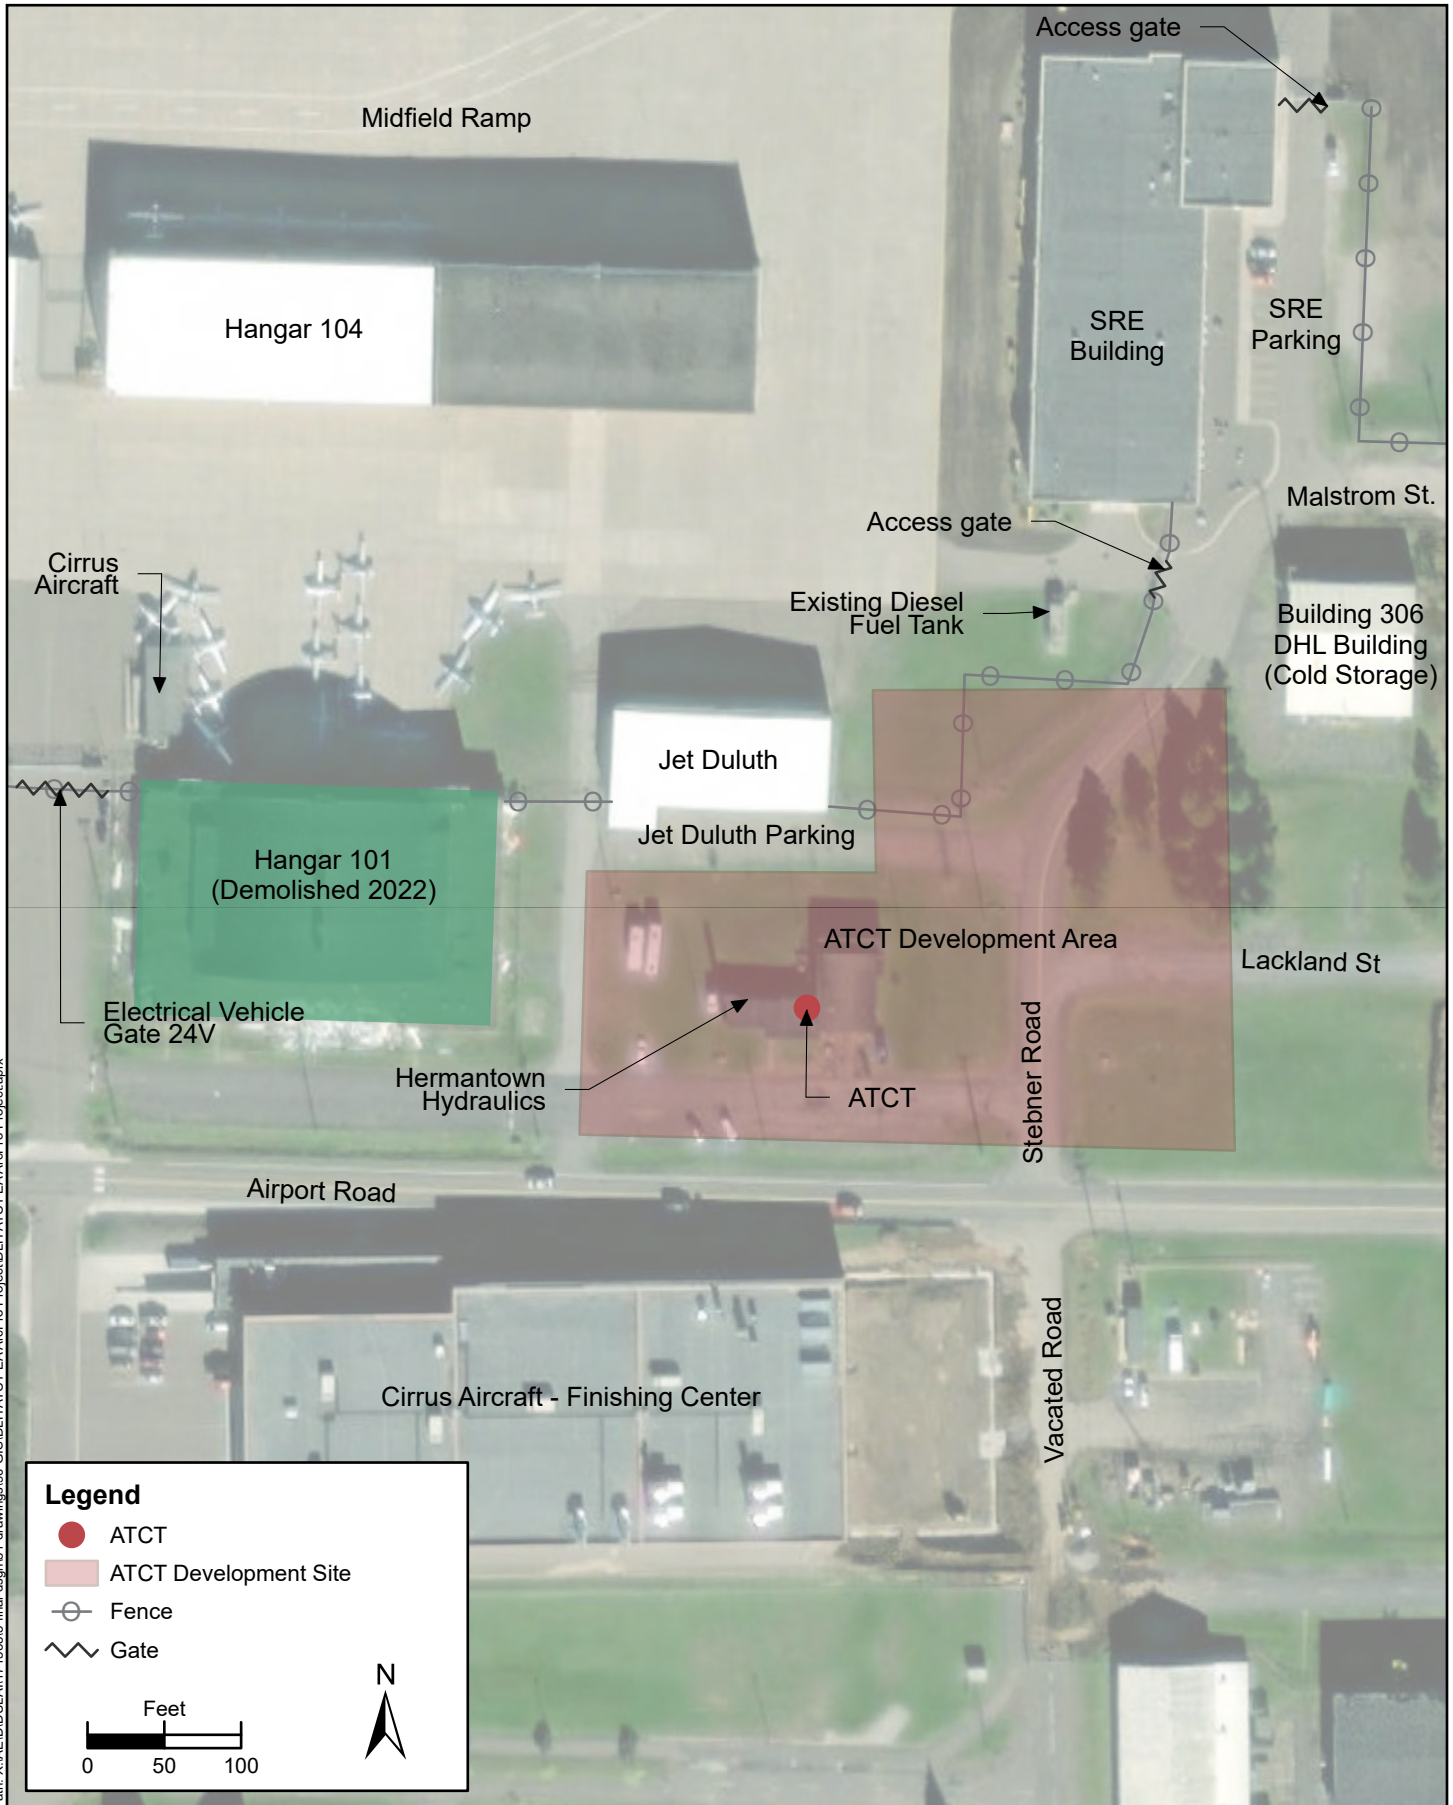 Access gate
Midfield Ramp
Hangar 104
SRE
Building
SRE
Parking
Malstrom St.
Access gate
Cirrus
Aircraft
Existing Diesel
Fuel Tank
Building 306
DHL Building
(Cold Storage)
Jet Duluth
Jet Duluth Parking
Hangar 101
(Demolished 2022)
ATCT Development Area
Lackland St
Electrical Vehicle
Gate 24V
Hermantown
Hydraulics
ATCT
Stebner Road
Airport Road
Vacated Road
Cirrus Aircraft - Finishing Center
Legend
ATCT
ATCT Development Site
Fence
Gate
N
Feet
0 50 100